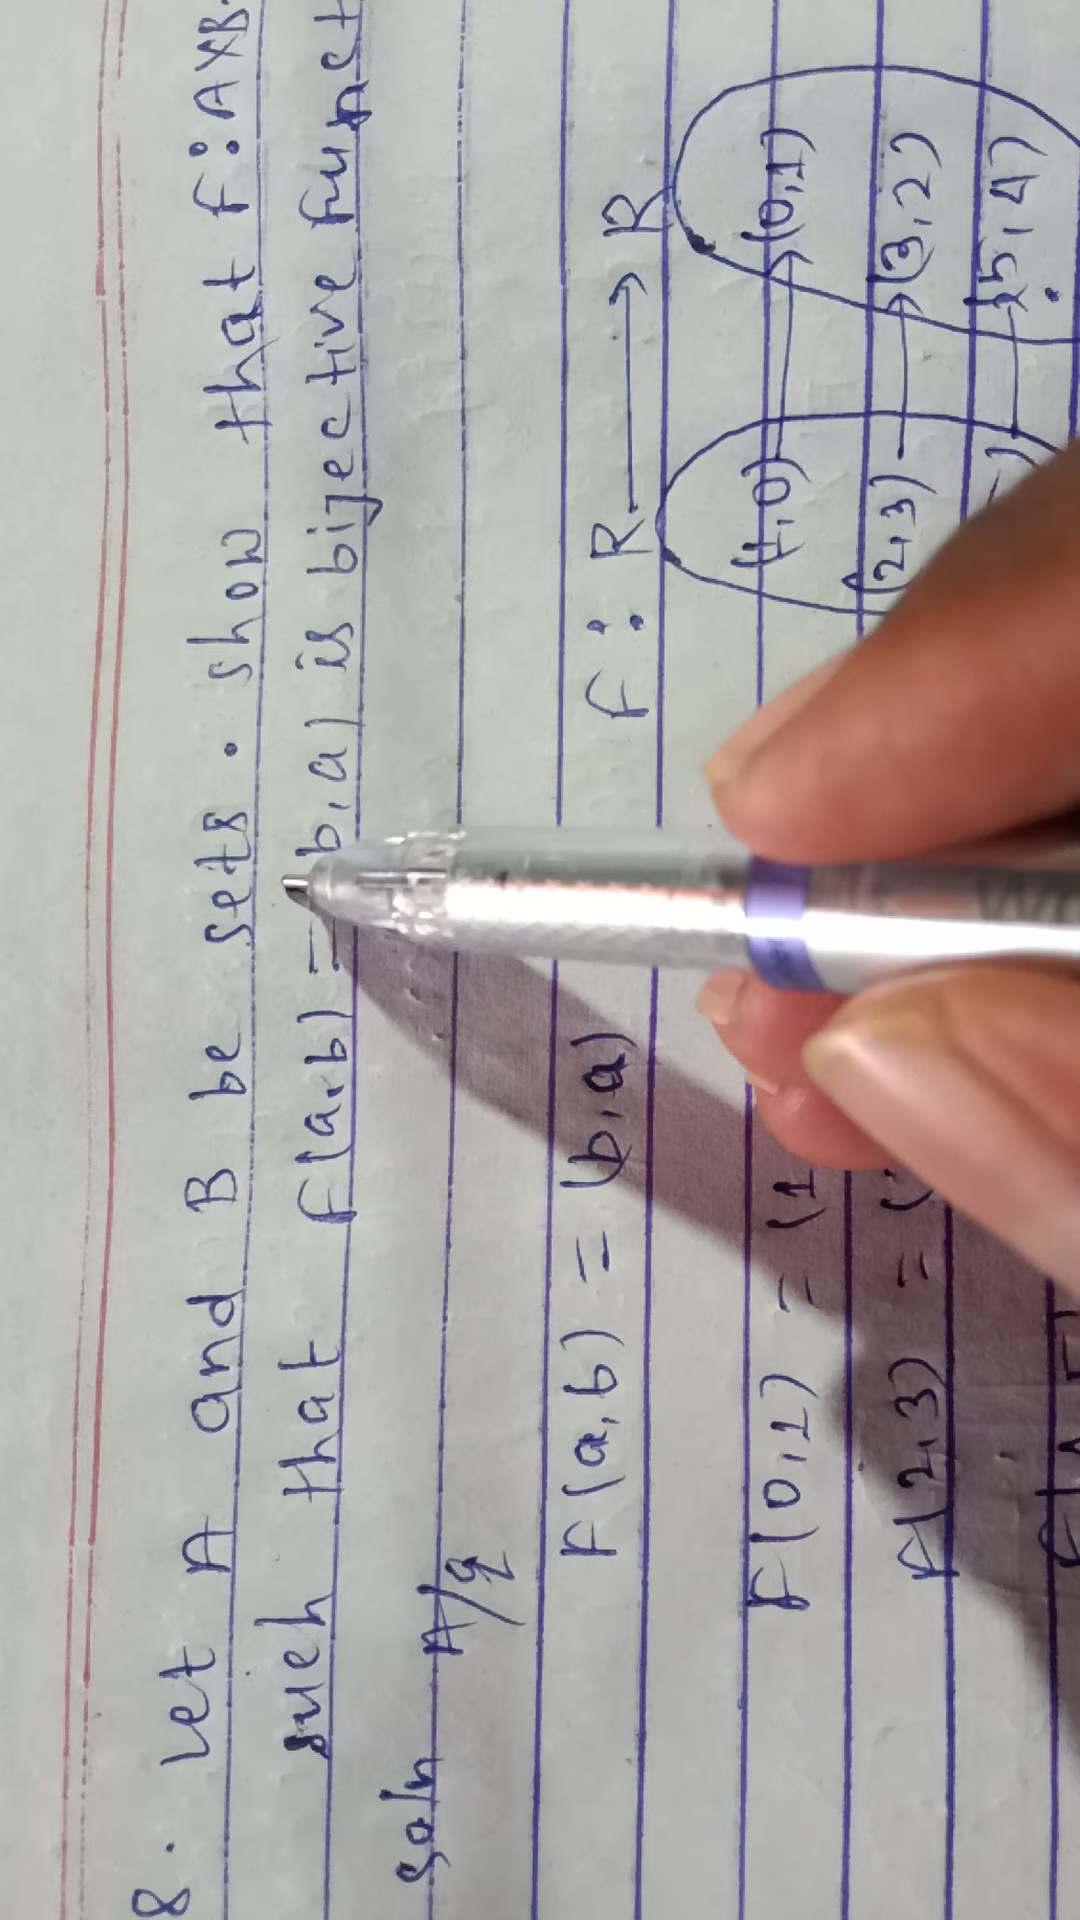 8. Let A and B be sets. show that f: AXB
such that F(a,b) = b,a) is bijective funct
soln A/q
F(a,b) = (b,a) f: R → R
F(0,1) = (1 (1,0) (0,1)
F(2,3) = ( (2,3) (3,2)
(5,4)